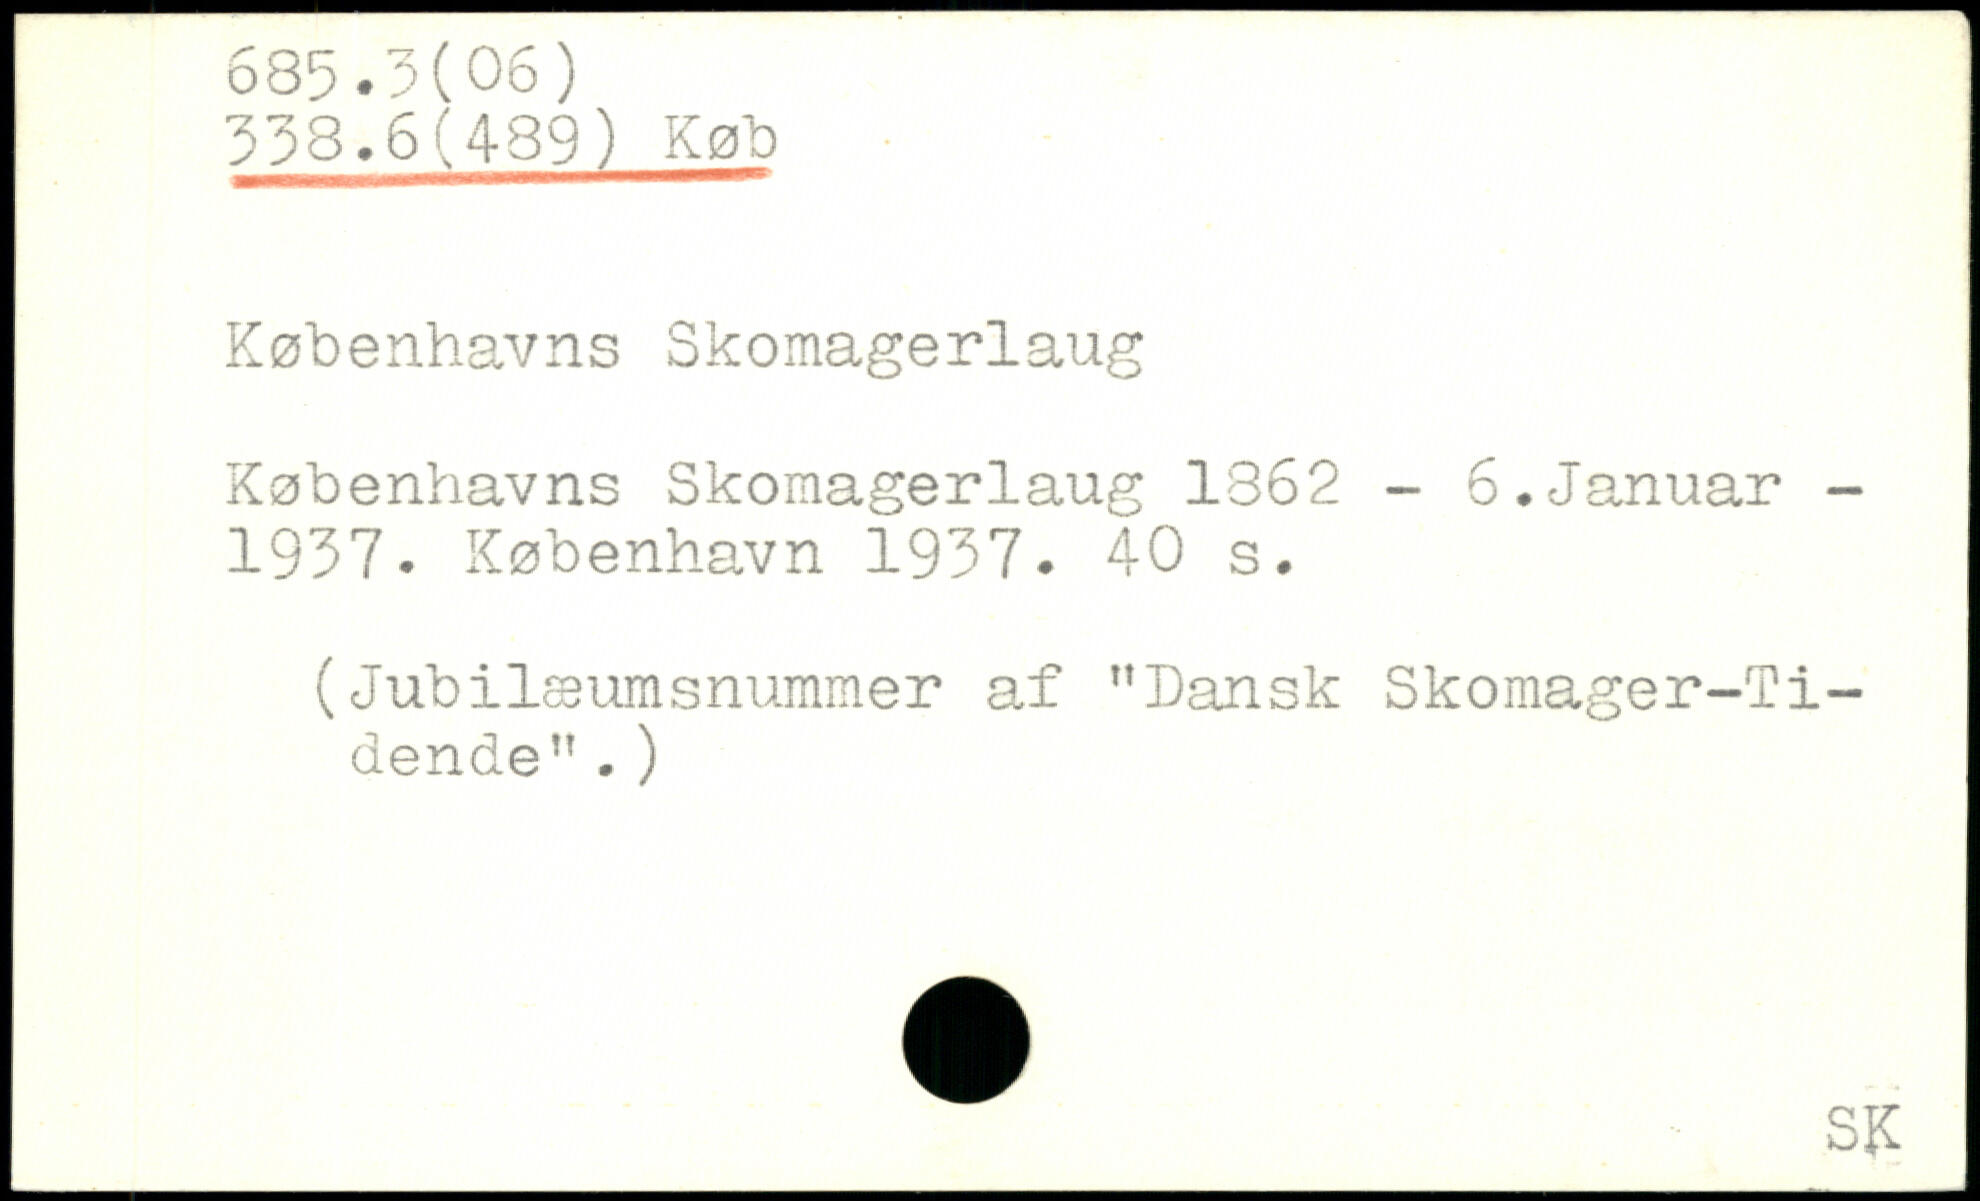 685.3(06)
338.6(489) Køb
Københavns Skomagerlaug
Københavns Skomagerlaug 1862 - 6.Januar -
1937. København 1937. 40 s.
(Jubilæumsnummer af "Dansk Skomager-Ti-
dende".)
SK